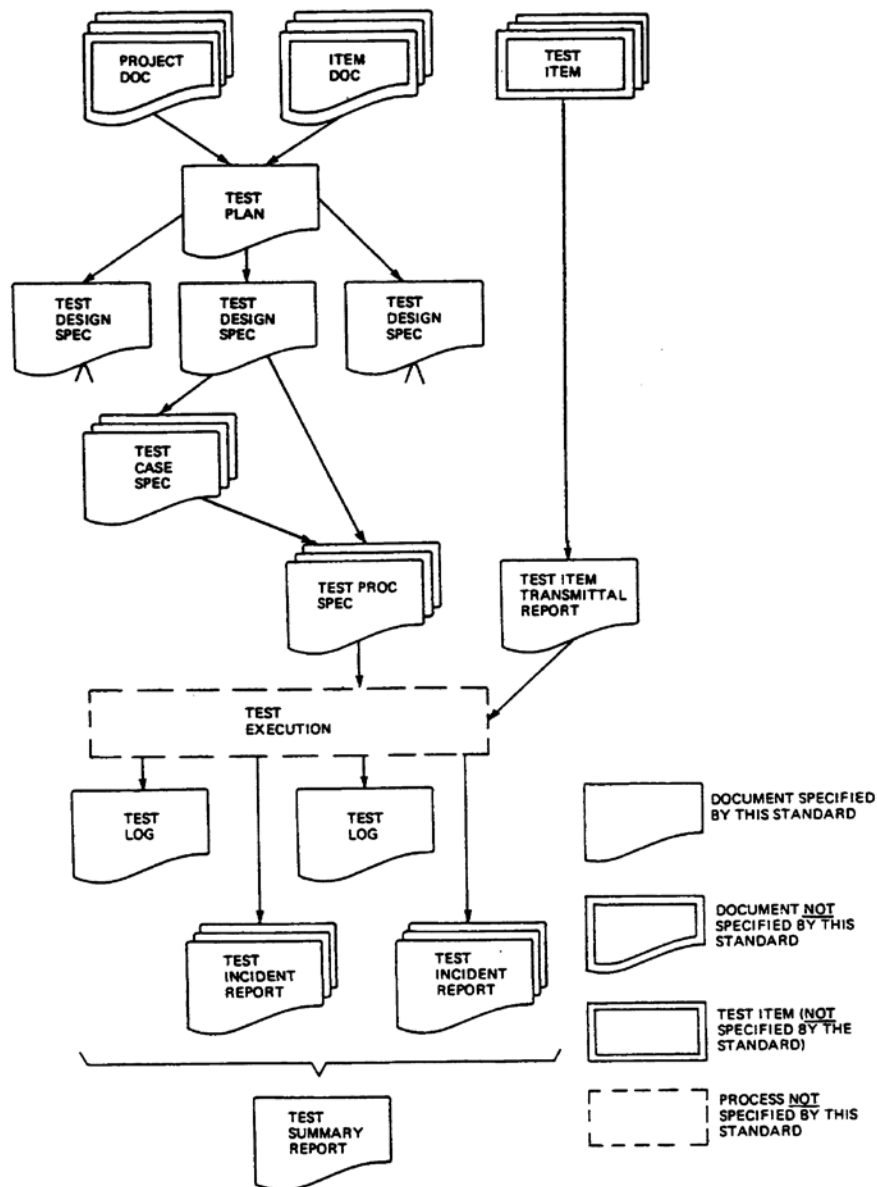 PROJECT
DOC
ITEM
DOC
TEST
ITEM
TEST
PLAN
TEST
DESIGN
SPEC
TEST
DESIGN
SPEC
TEST
DESIGN
SPEC
TEST
CASE
SPEC
TEST PROC
SPEC
TEST ITEM
TRANSMITTAL
REPORT
TEST
EXECUTION
TEST
LOG
TEST
LOG
TEST
INCIDENT
REPORT
TEST
INCIDENT
REPORT
TEST
SUMMARY
REPORT
DOCUMENT SPECIFIED
BY THIS STANDARD
DOCUMENT NOT
SPECIFIED BY THIS
STANDARD
TEST ITEM (NOT
SPECIFIED BY THE
STANDARD)
PROCESS NOT
SPECIFIED BY THIS
STANDARD